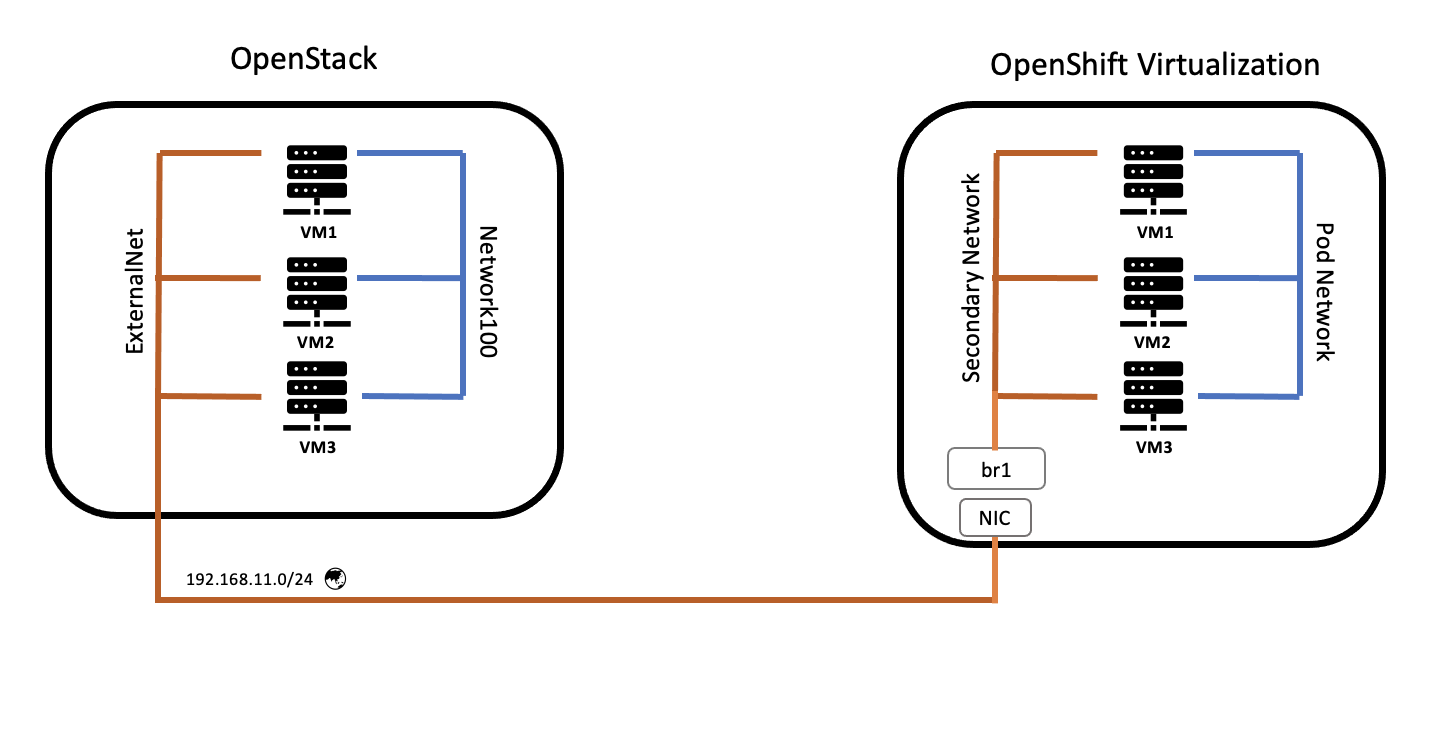 OpenStack
ExternalNet
VM1
VM2
VM3
Network100
192.168.11.0/24
OpenShift Virtualization
Secondary Network
VM1
VM2
VM3
Pod Network
br1
NIC